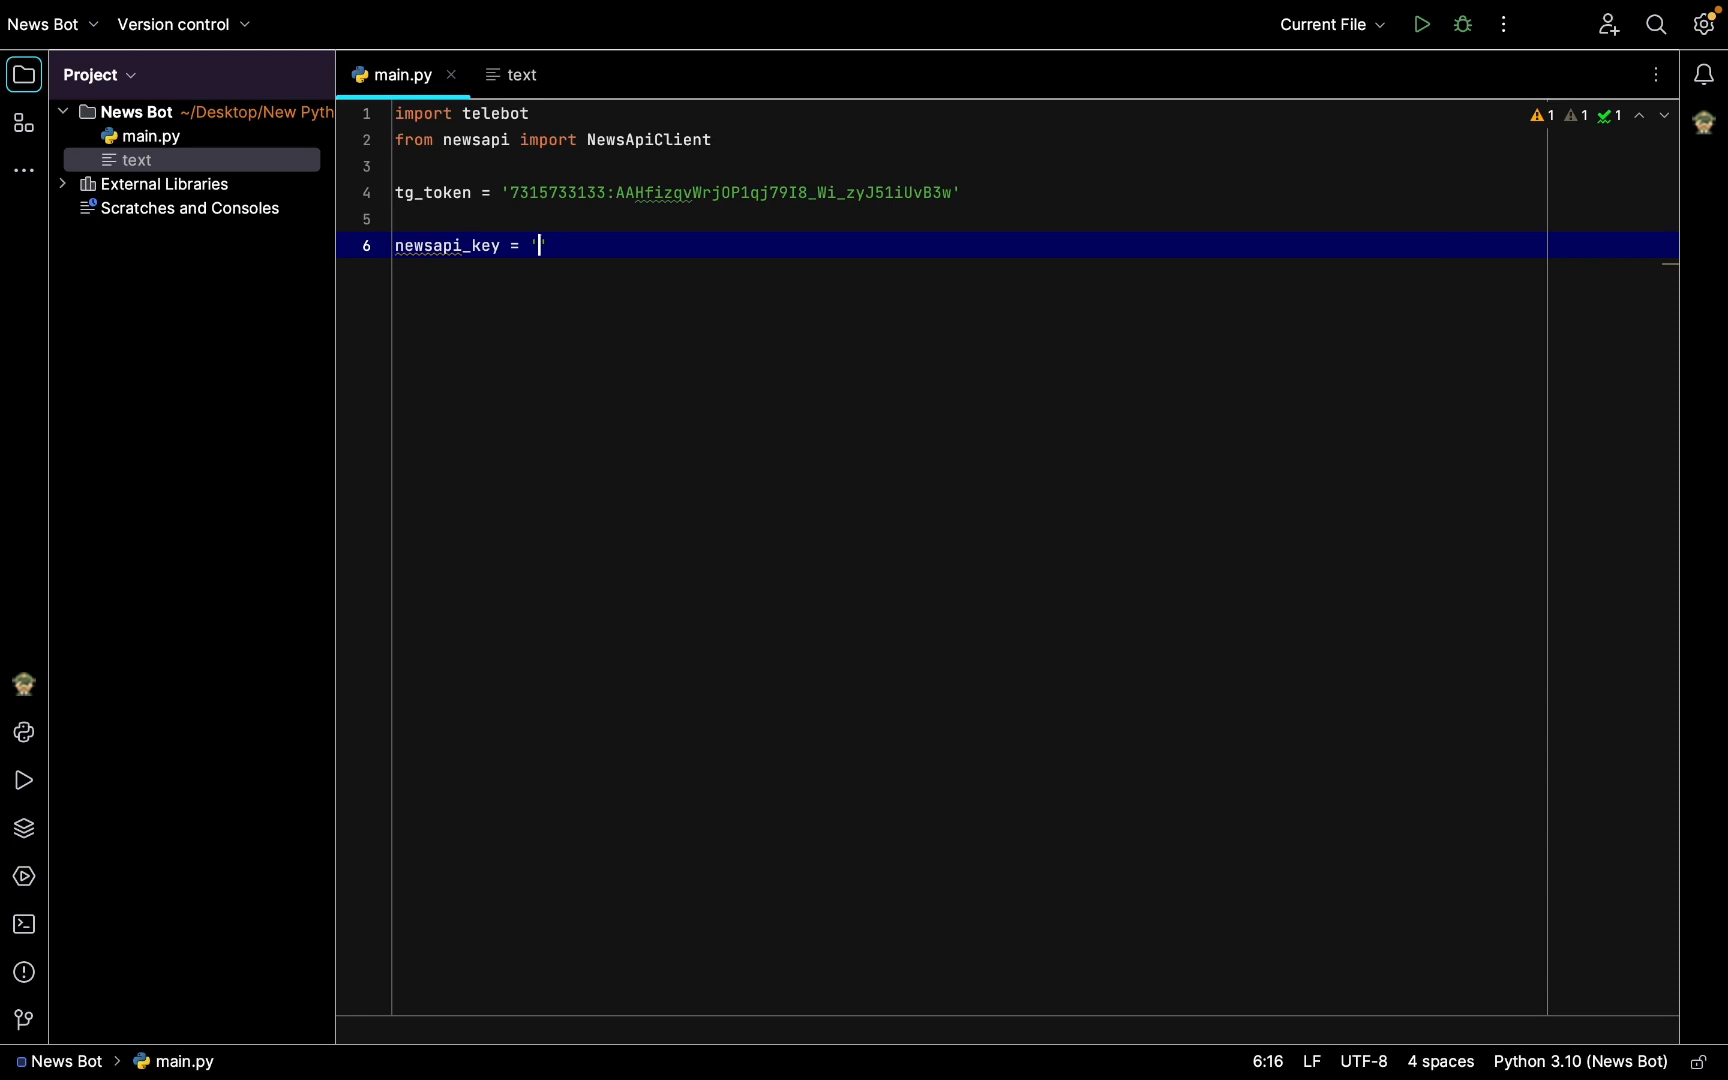 News Bot Version control Current File
Project
main.py
text
News Bot ~/Desktop/New Pyth
main.py
text
External Libraries
Scratches and Consoles
1 import telebot
2 from newsapi import NewsApiClient
3
4 tg_token = '7315733133:AAHfizqvWrjOP1qj79I8_Wi_zyJ51iUvB3w'
5
6 newsapi_key = ''
1 1 1
News Bot > main.py
6:16 LF UTF-8 4 spaces Python 3.10 (News Bot)